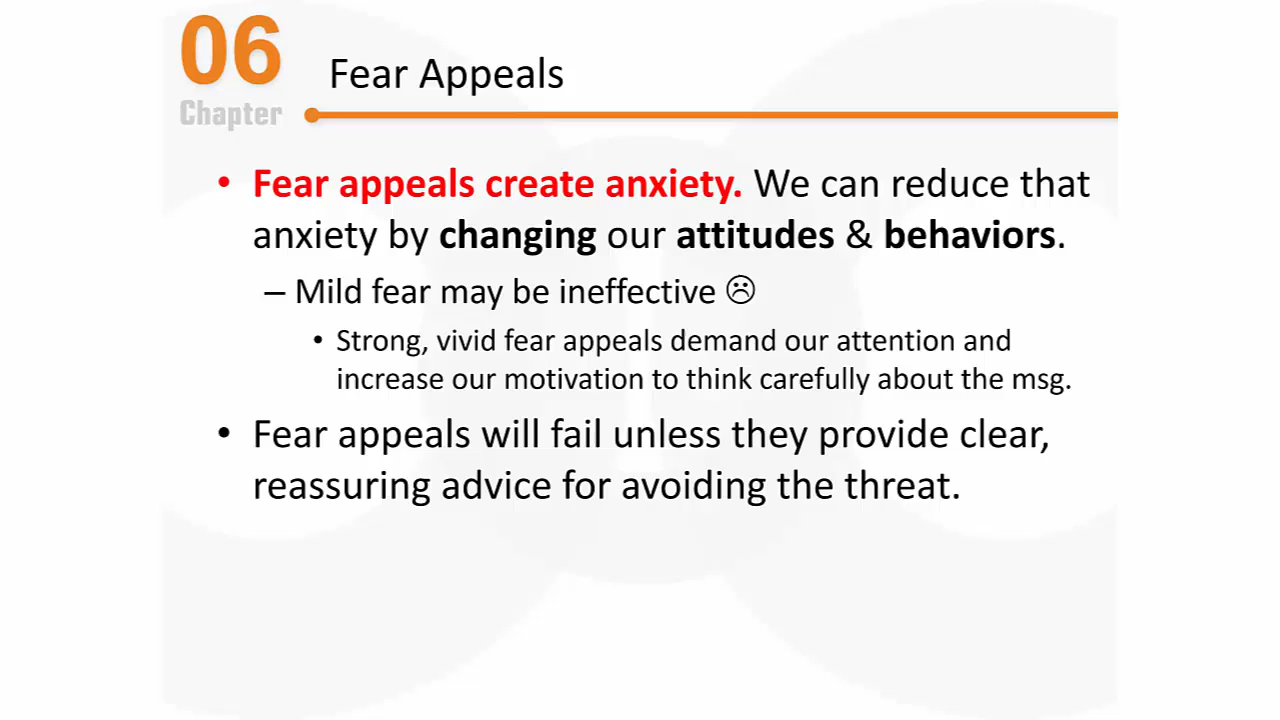 06
Chapter
Fear Appeals
• Fear appeals create anxiety. We can reduce that
anxiety by changing our attitudes & behaviors.
– Mild fear may be ineffective ☹
• Strong, vivid fear appeals demand our attention and
increase our motivation to think carefully about the msg.
• Fear appeals will fail unless they provide clear,
reassuring advice for avoiding the threat.